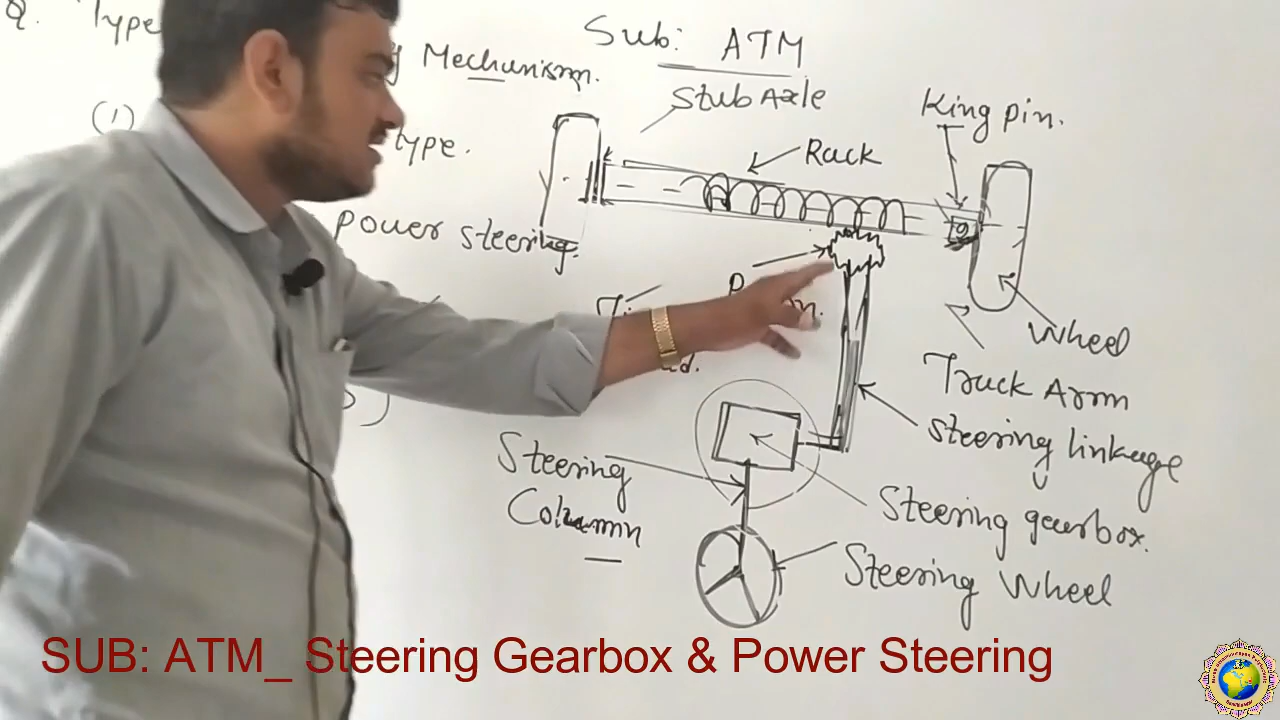 Q. Type
Mechanism.
Sub: ATM
(1)
type.
Stub Axle
King pin.
Rack
power steering.
Wheel
Truck Arm
Steering linkage
Steering
Column
Steering gearbox.
Steering Wheel
SUB: ATM_ Steering Gearbox & Power Steering